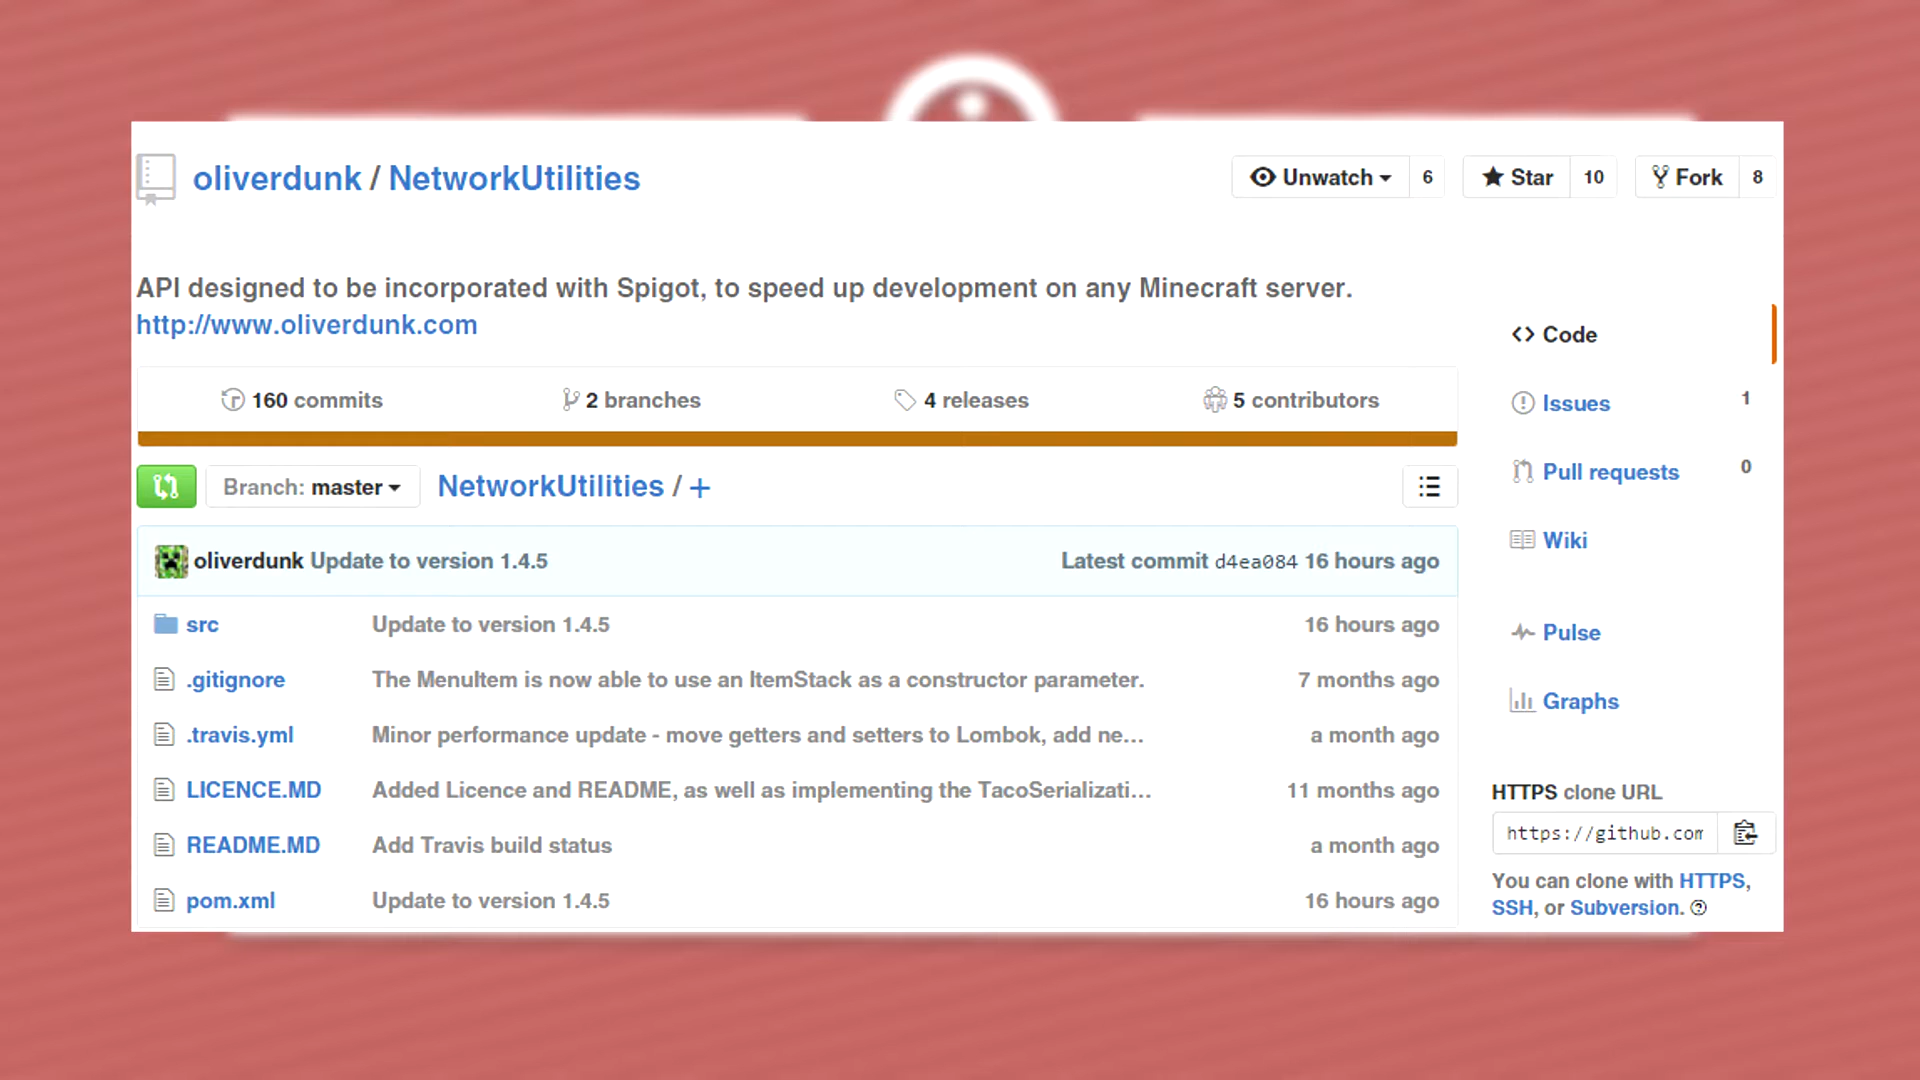 oliverdunk / NetworkUtilities
Unwatch 6
Star 10
Fork 8
API designed to be incorporated with Spigot, to speed up development on any Minecraft server.
http://www.oliverdunk.com
160 commits
2 branches
4 releases
5 contributors
Branch: master
NetworkUtilities / +
oliverdunk Update to version 1.4.5
Latest commit d4ea084 16 hours ago
src Update to version 1.4.5 16 hours ago
.gitignore The MenuItem is now able to use an ItemStack as a constructor parameter. 7 months ago
.travis.yml Minor performance update - move getters and setters to Lombok, add ne... a month ago
LICENCE.MD Added Licence and README, as well as implementing the TacoSerializati... 11 months ago
README.MD Add Travis build status a month ago
pom.xml Update to version 1.4.5 16 hours ago
Code
Issues 1
Pull requests 0
Wiki
Pulse
Graphs
HTTPS clone URL
https://github.com
You can clone with HTTPS,
SSH, or Subversion.